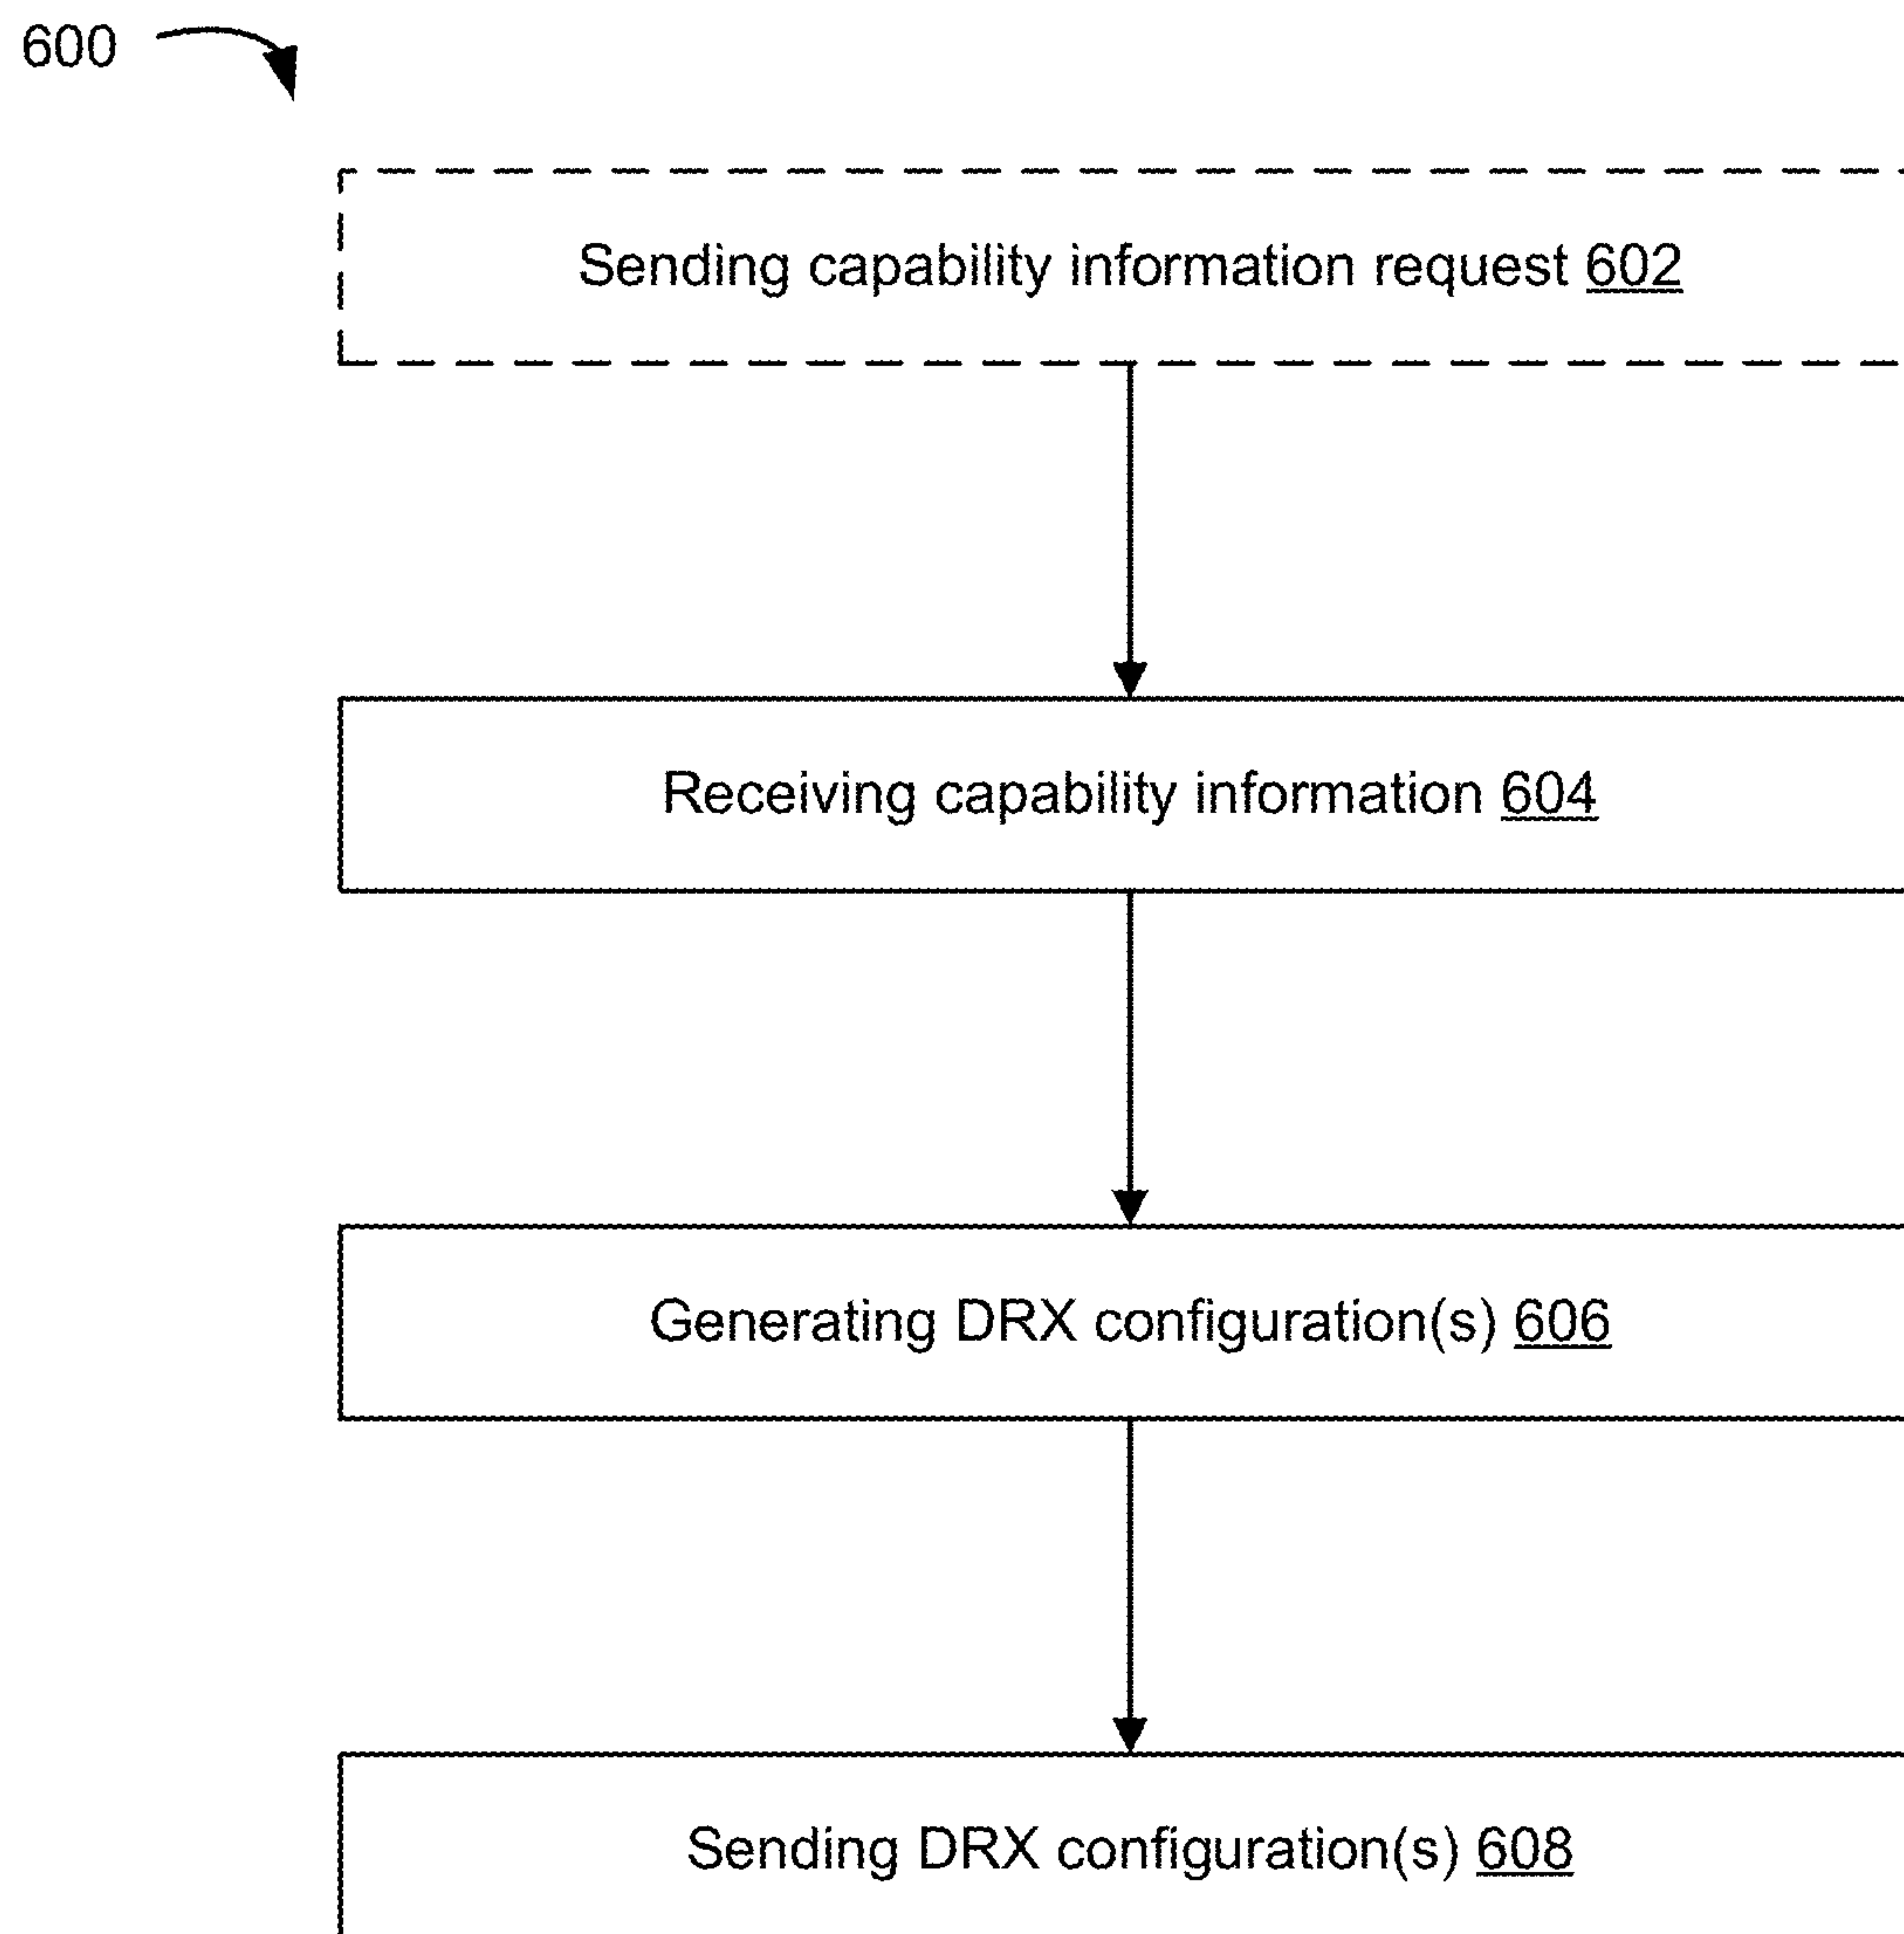 600
Sending capability information request 602
Receiving capability information 604
Generating DRX configuration(s) 606
Sending DRX configuration(s) 608